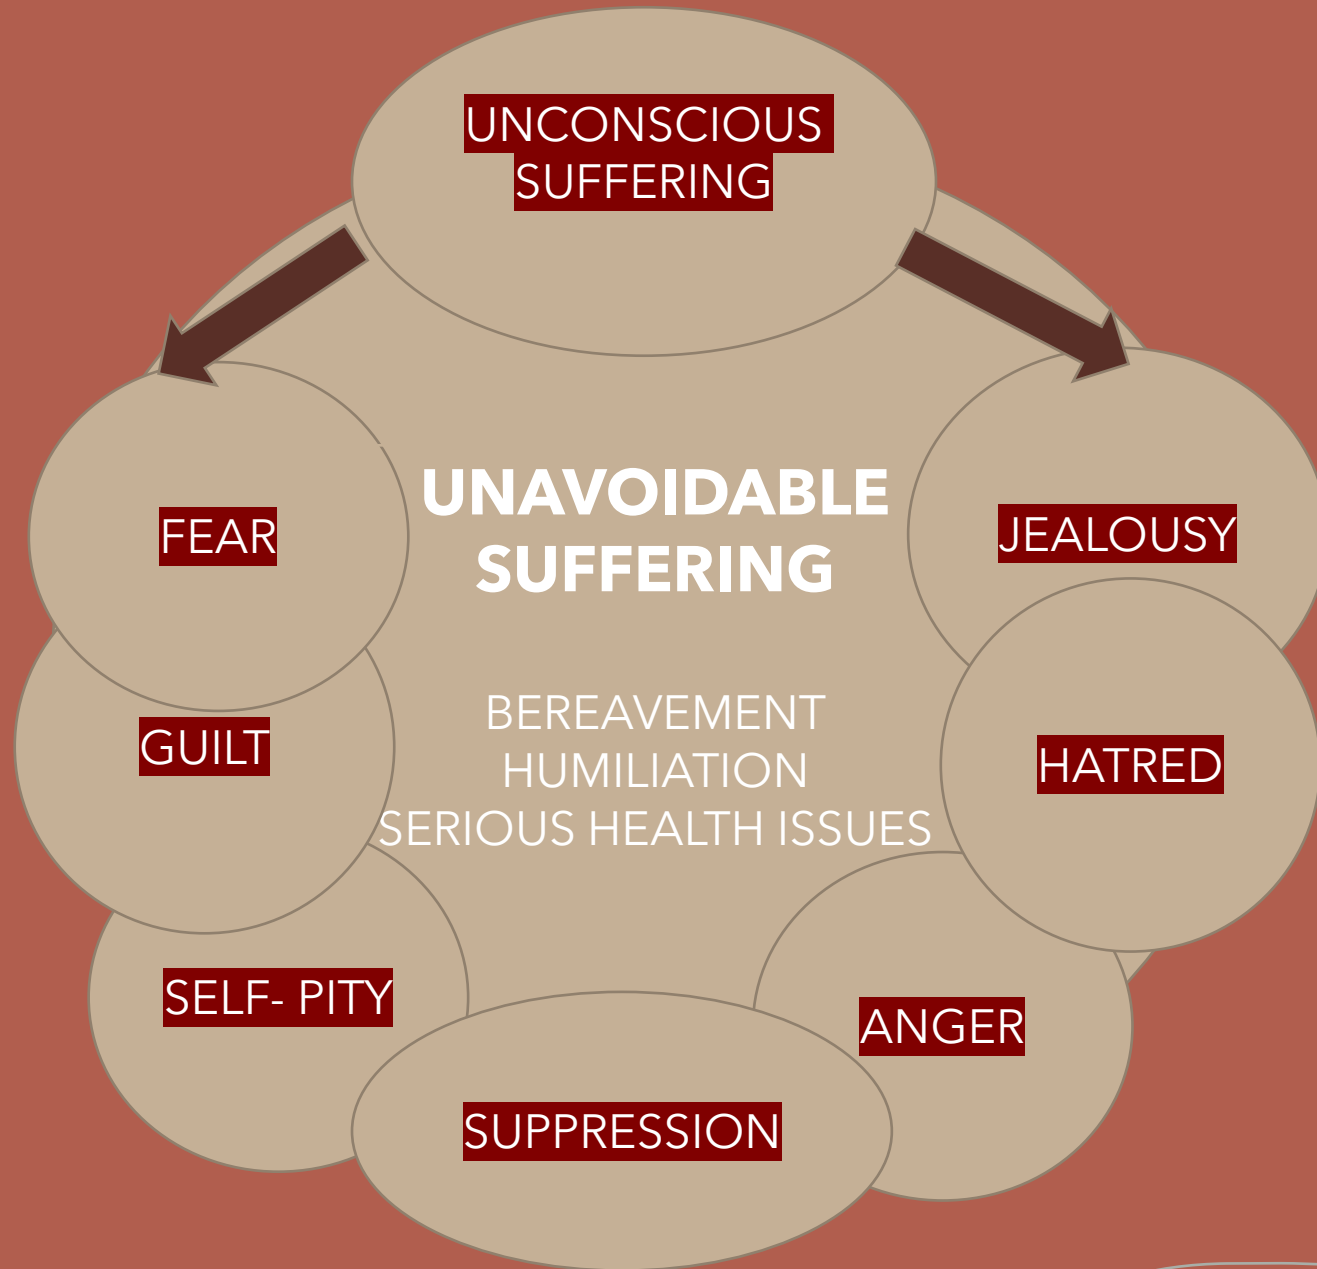 UNCONSCIOUS
SUFFERING
UNAVOIDABLE
SUFFERING
FEAR
JEALOUSY
BEREAVEMENT
HUMILIATION
SERIOUS HEALTH ISSUES
GUILT
HATRED
SELF- PITY
ANGER
SUPPRESSION